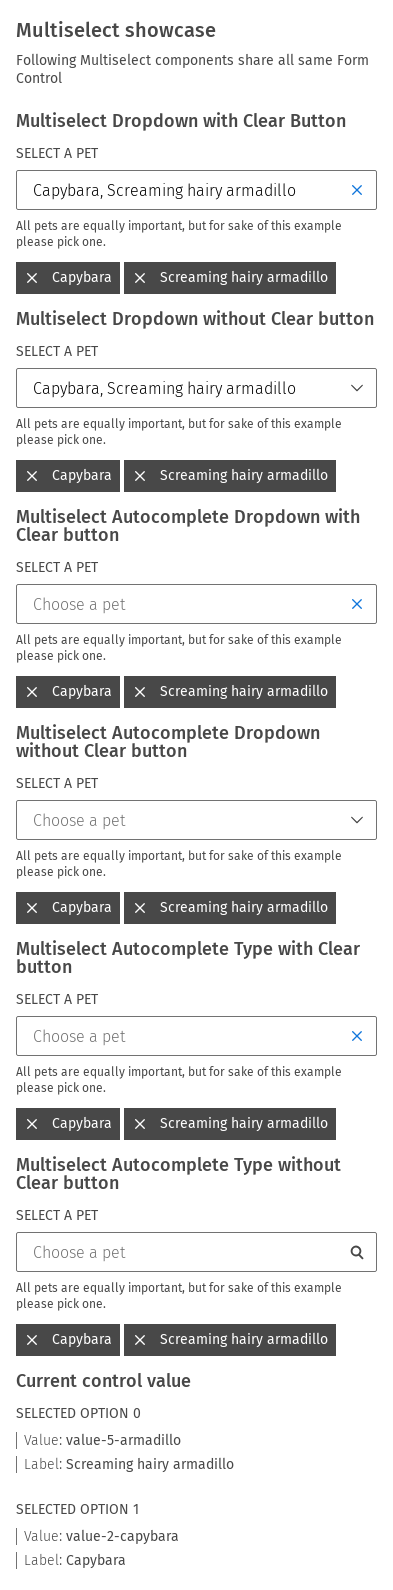 Multiselect showcase
Following Multiselect components share all same Form
Control
Multiselect Dropdown with Clear Button
SELECT A PET
Capybara, Screaming hairy armadillo
All pets are equally important, but for sake of this example
please pick one.
Capybara Screaming hairy armadillo
Multiselect Dropdown without Clear button
SELECT A PET
Capybara, Screaming hairy armadillo
All pets are equally important, but for sake of this example
please pick one.
Capybara Screaming hairy armadillo
Multiselect Autocomplete Dropdown with
Clear button
SELECT A PET
Choose a pet
All pets are equally important, but for sake of this example
please pick one.
Capybara Screaming hairy armadillo
Multiselect Autocomplete Dropdown
without Clear button
SELECT A PET
Choose a pet
All pets are equally important, but for sake of this example
please pick one.
Capybara Screaming hairy armadillo
Multiselect Autocomplete Type with Clear
button
SELECT A PET
Choose a pet
All pets are equally important, but for sake of this example
please pick one.
Capybara Screaming hairy armadillo
Multiselect Autocomplete Type without
Clear button
SELECT A PET
Choose a pet
All pets are equally important, but for sake of this example
please pick one.
Capybara Screaming hairy armadillo
Current control value
SELECTED OPTION 0
Value: value-5-armadillo
Label: Screaming hairy armadillo
SELECTED OPTION 1
Value: value-2-capybara
Label: Capybara